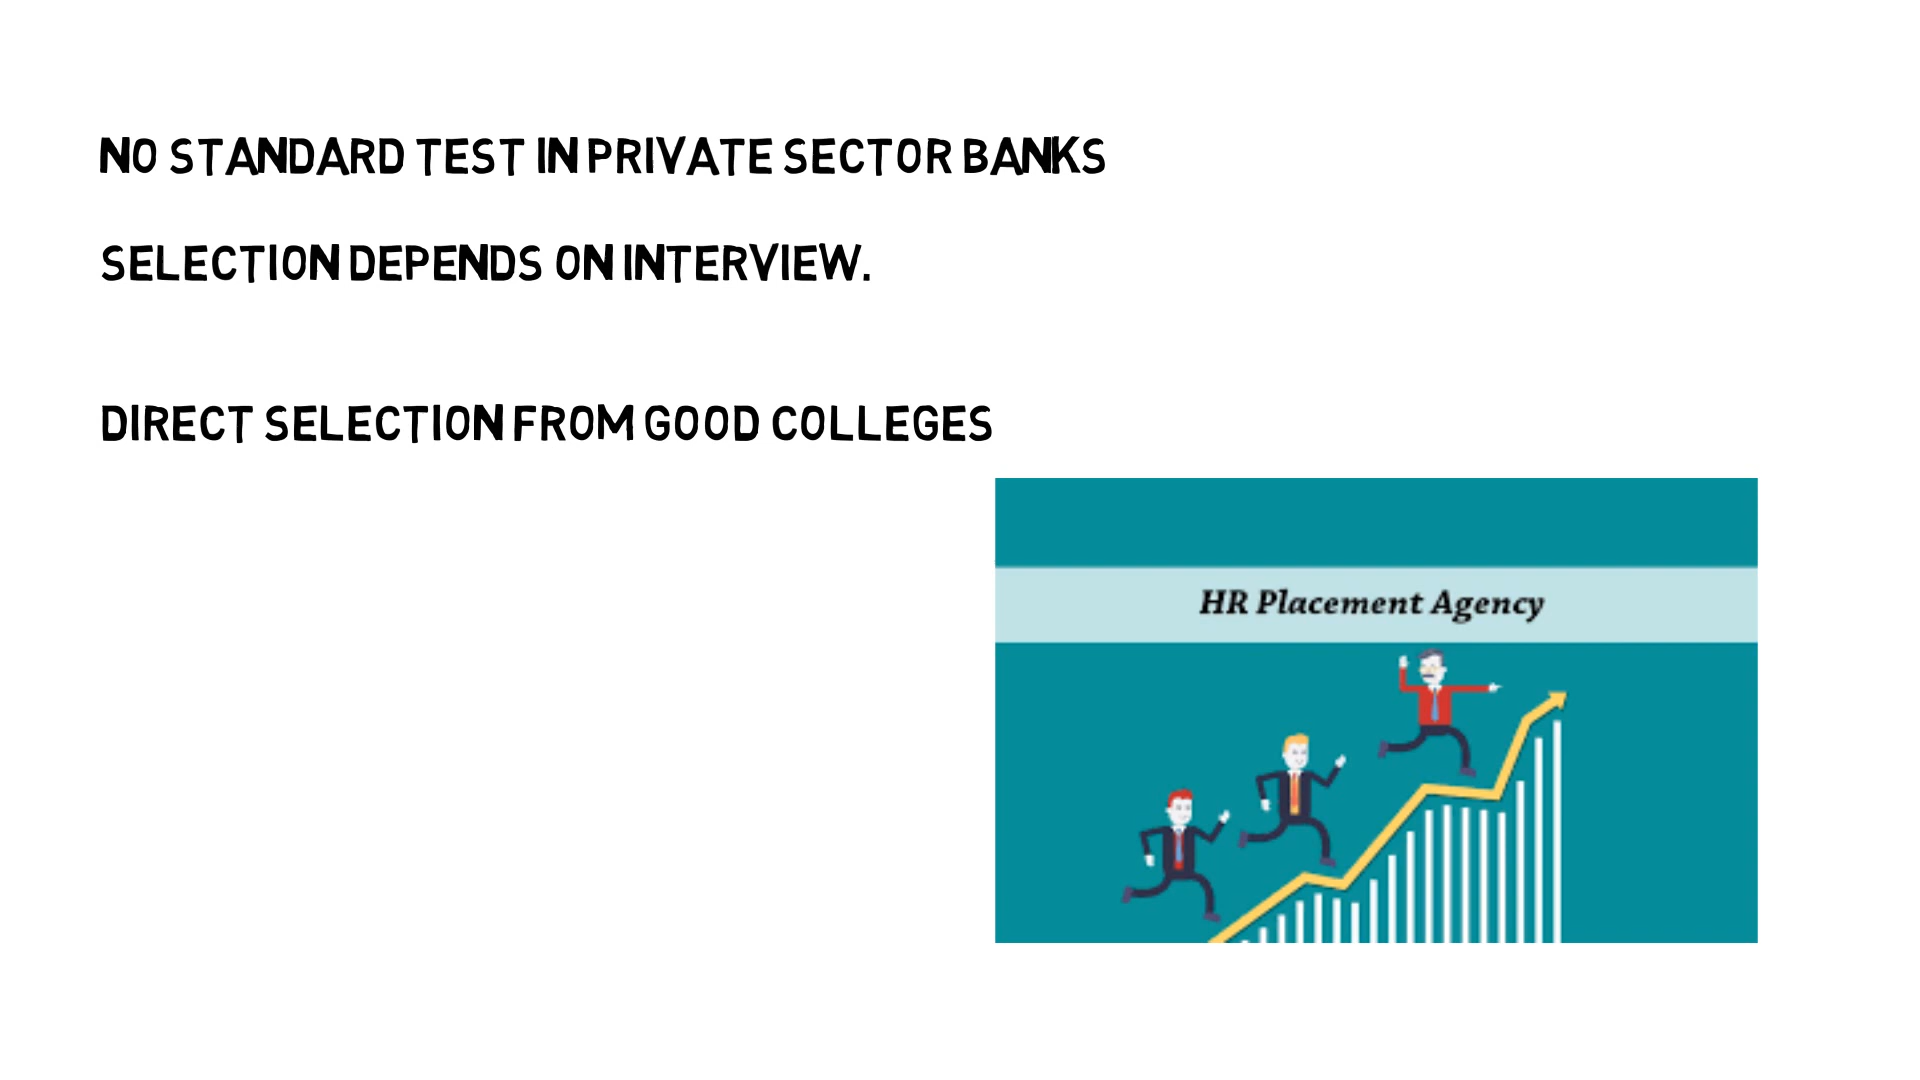 NO STANDARD TEST IN PRIVATE SECTOR BANKS
SELECTION DEPENDS ON INTERVIEW.
DIRECT SELECTION FROM GOOD COLLEGES
HR Placement Agency